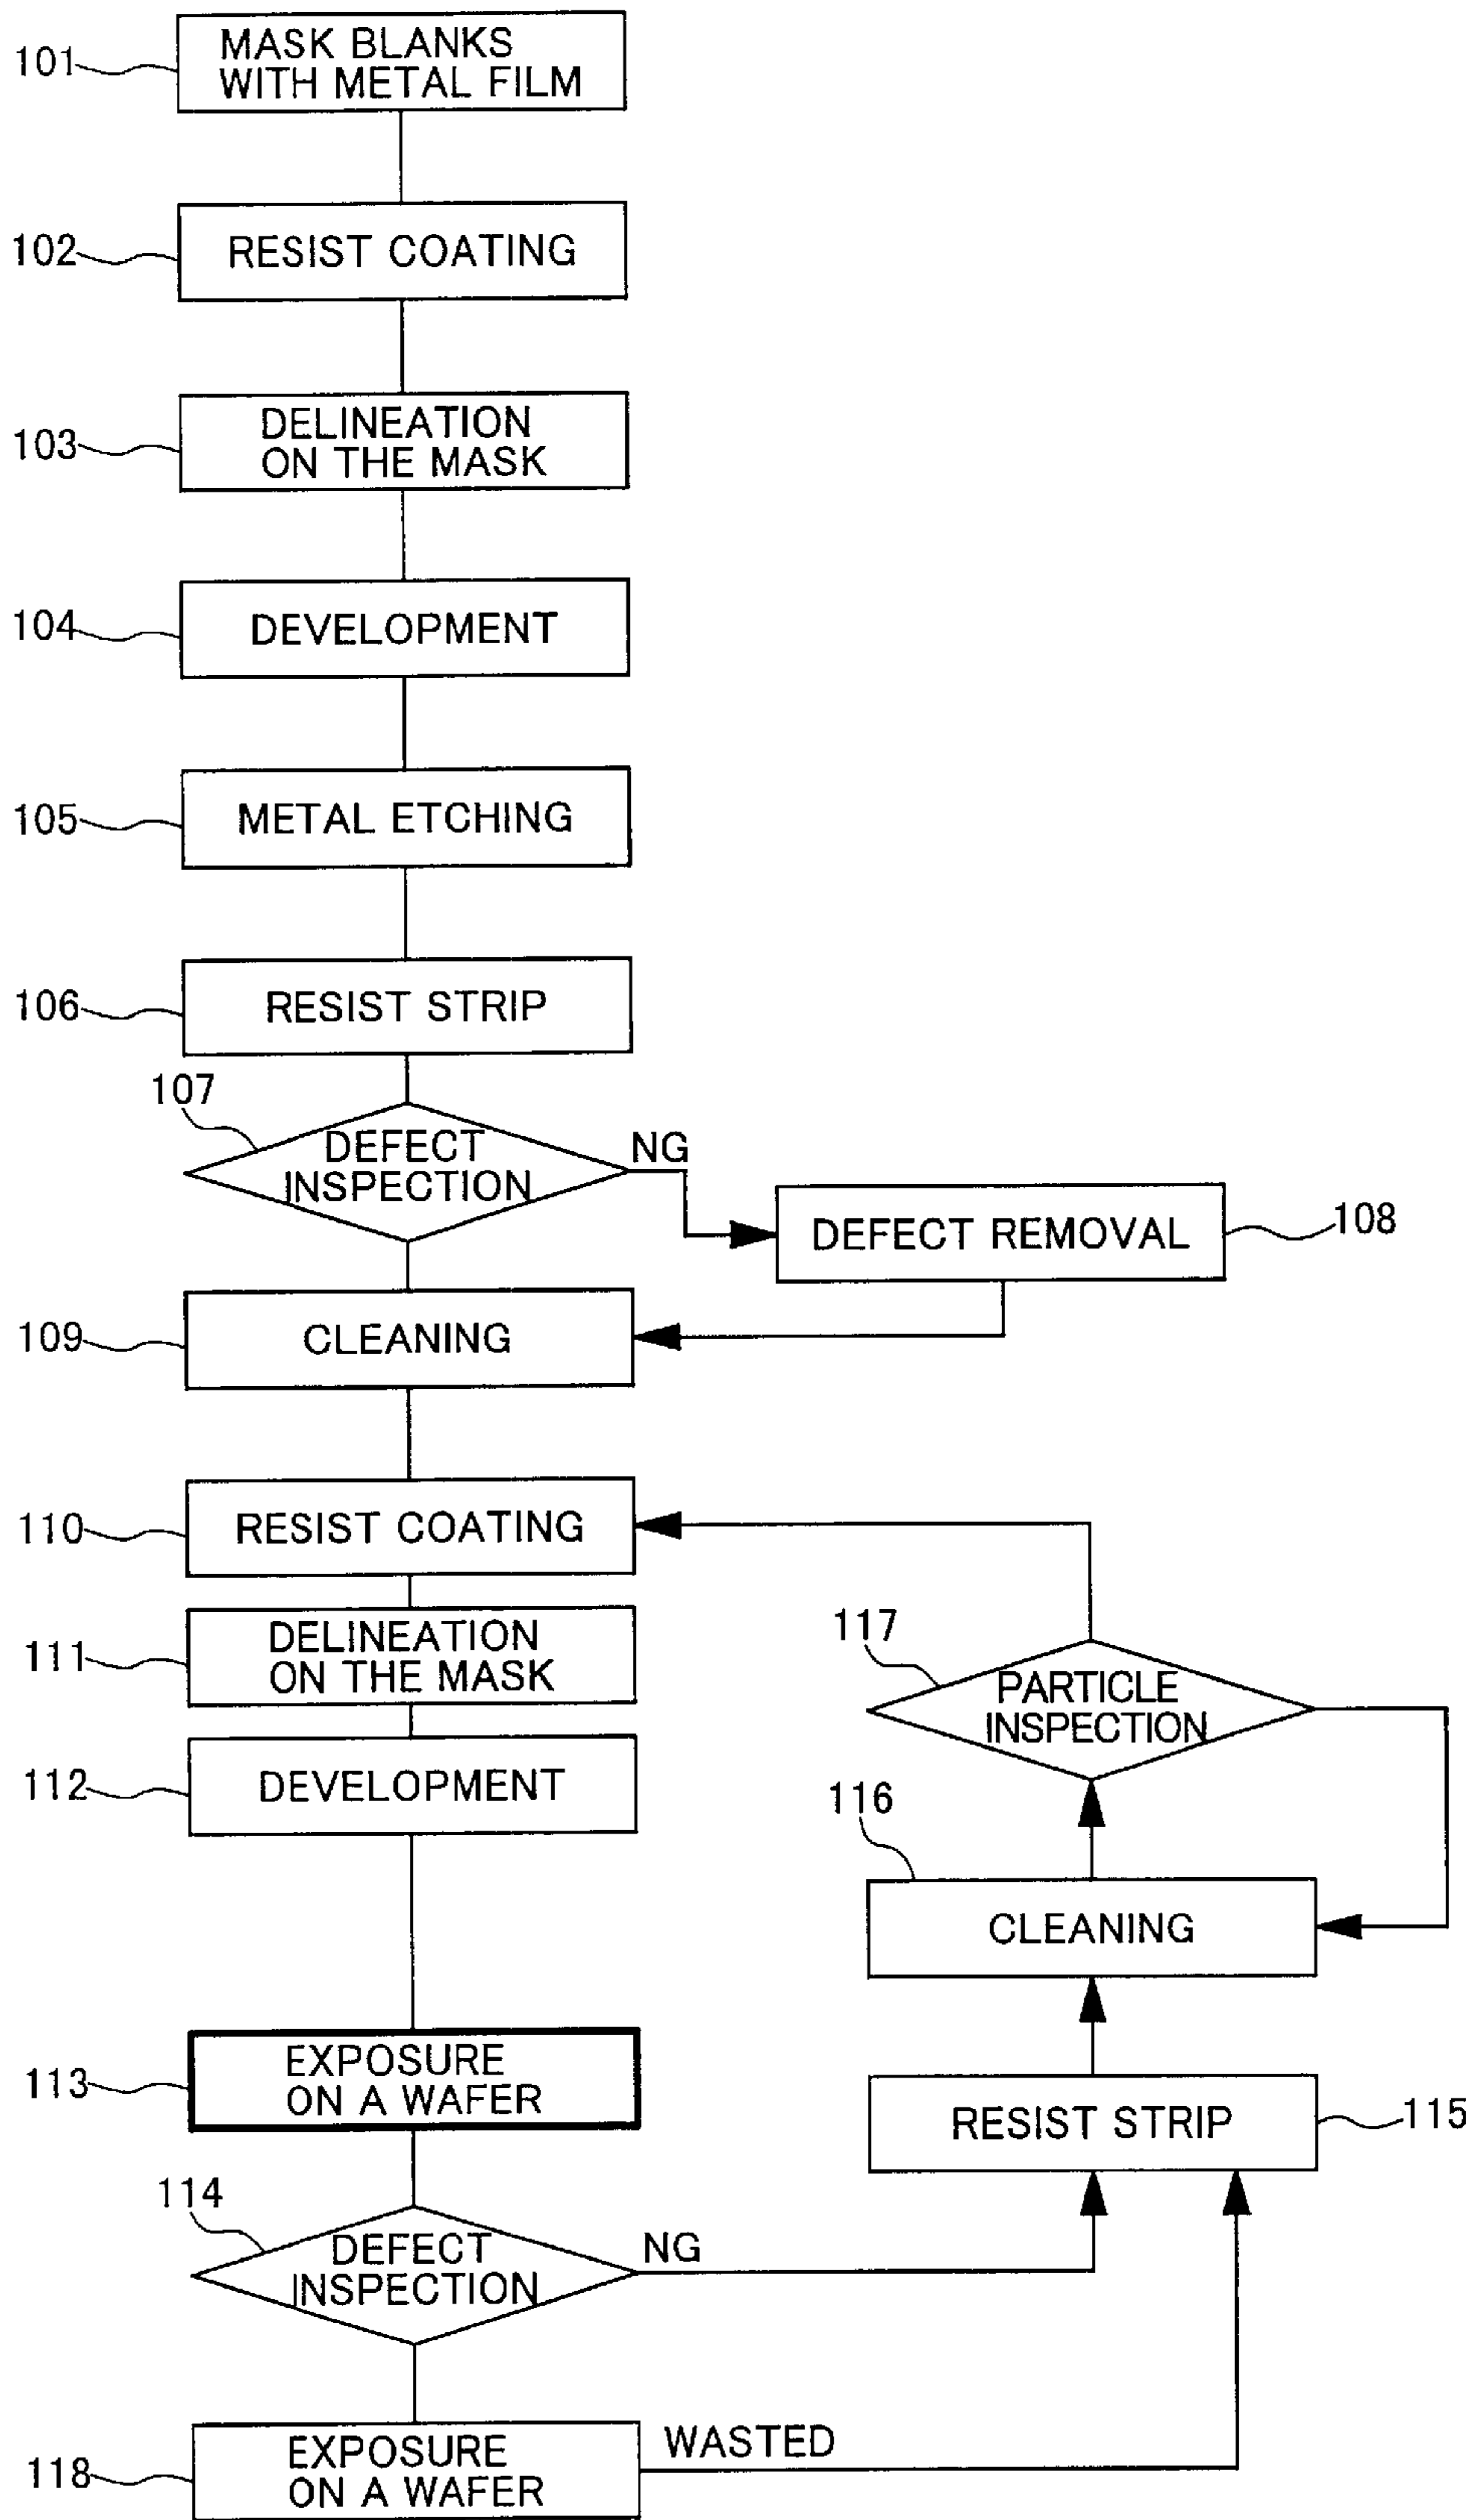 101
MASK BLANKS
WITH METAL FILM
102
RESIST COATING
103
DELINEATION
ON THE MASK
104
DEVELOPMENT
105
METAL ETCHING
106
RESIST STRIP
107
DEFECT
INSPECTION
NG
DEFECT REMOVAL
108
109
CLEANING
110
RESIST COATING
111
DELINEATION
ON THE MASK
117
PARTICLE
INSPECTION
112
DEVELOPMENT
116
CLEANING
113
EXPOSURE
ON A WAFER
RESIST STRIP
115
114
DEFECT
INSPECTION
NG
118
EXPOSURE
ON A WAFER
WASTED